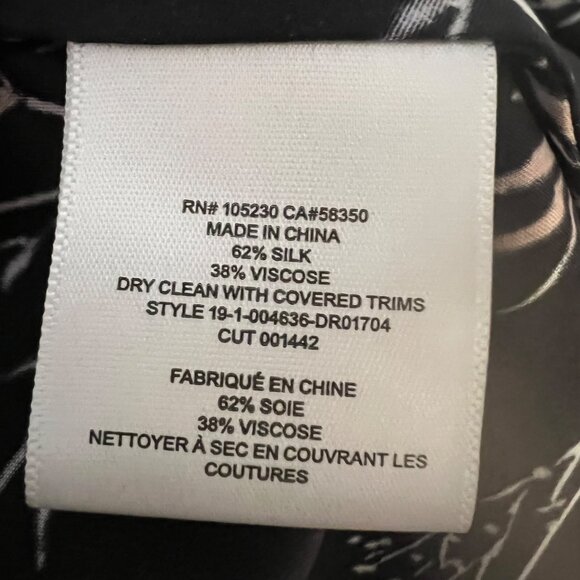 RN# 105230 CA#58350
MADE IN CHINA
62% SILK
38% VISCOSE
DRY CLEAN WITH COVERED TRIMS
STYLE 19-1-004636-DR01704
CUT 001442
FABRIQUÉ EN CHINE
62% SOIE
38% VISCOSE
NETTOYER À SEC EN COUVRANT LES
COUTURES